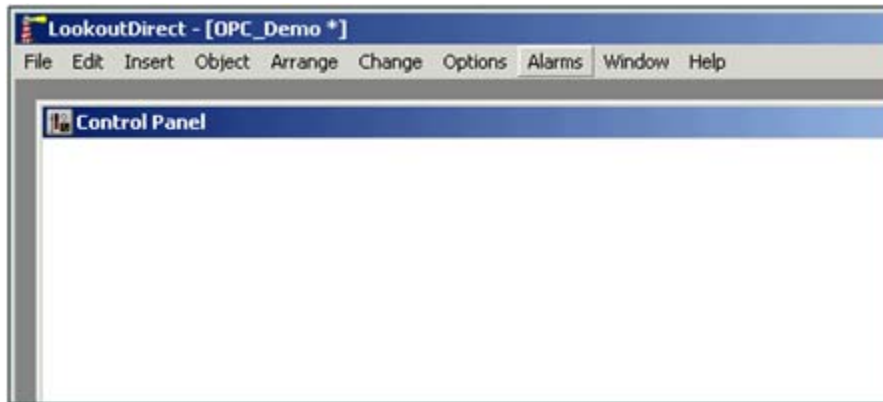 LookoutDirect - [OPC_Demo *]
File Edit Insert Object Arrange Change Options Alarms Window Help
Control Panel